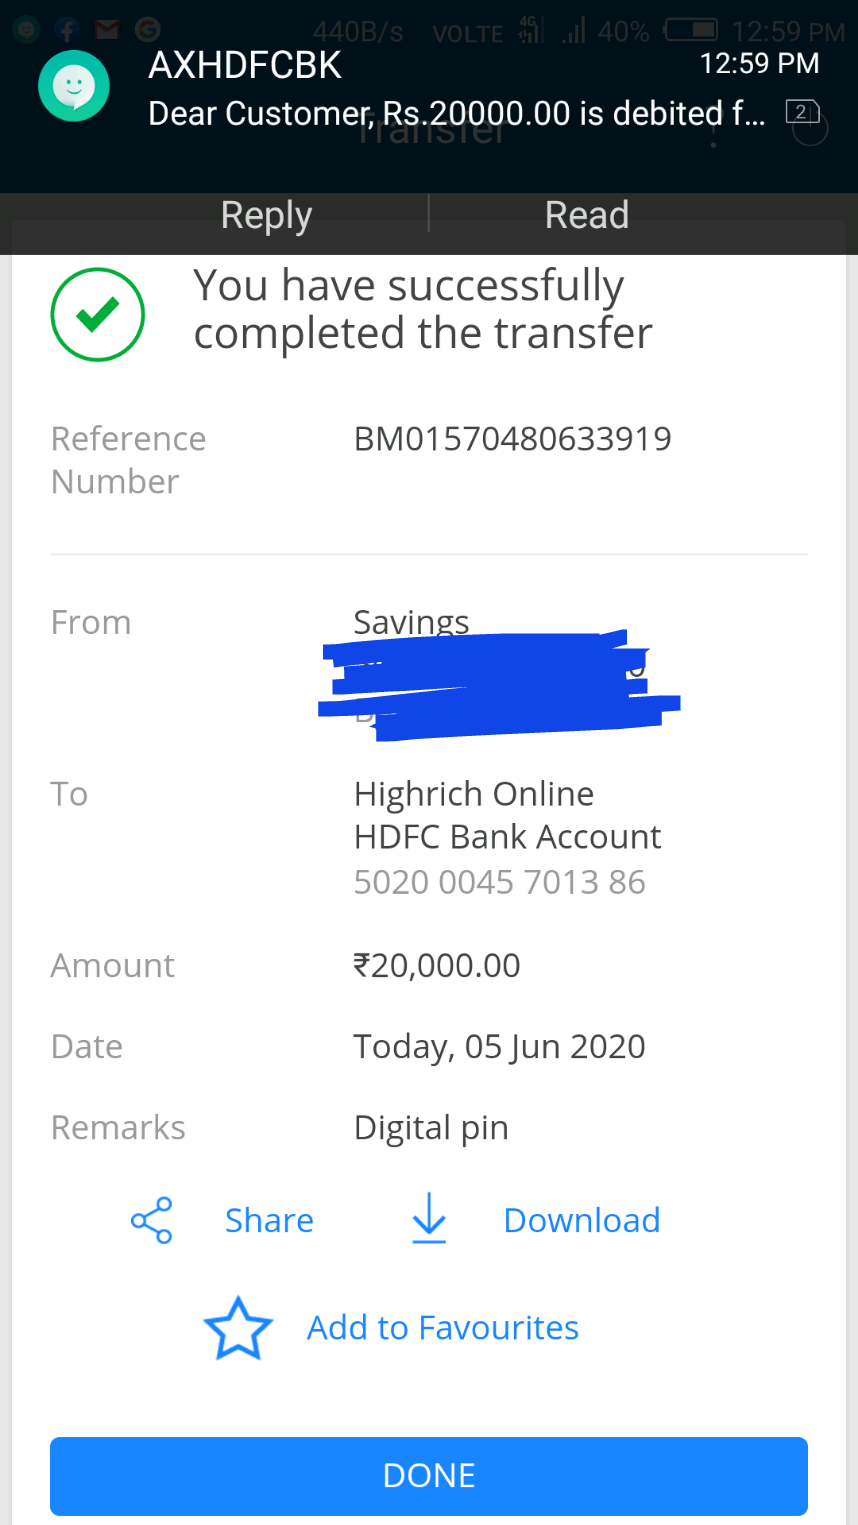 440B/s VOLTE 4G 40% 12:59 PM
AXHDFCBK 12:59 PM
Dear Customer, Rs.20000.00 is debited f... 2
Transfer
Reply Read
You have successfully
completed the transfer
Reference BM01570480633919
Number
From Savings
To Highrich Online
HDFC Bank Account
5020 0045 7013 86
Amount ₹20,000.00
Date Today, 05 Jun 2020
Remarks Digital pin
Share Download
Add to Favourites
DONE